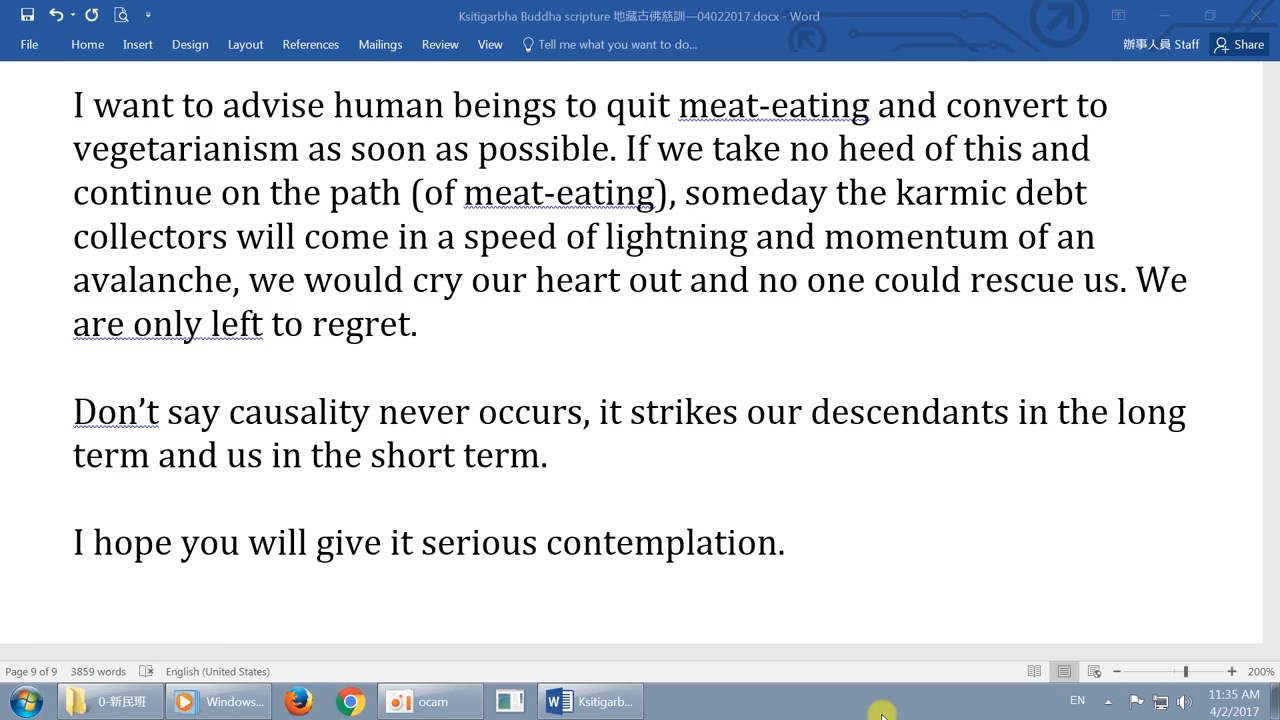 Ksitigarbha Buddha scripture 地藏古佛慈訓—04022017.docx - Word
File Home Insert Design Layout References Mailings Review View Tell me what you want to do... 辦事人員 Staff Share
I want to advise human beings to quit meat-eating and convert to
vegetarianism as soon as possible. If we take no heed of this and
continue on the path (of meat-eating), someday the karmic debt
collectors will come in a speed of lightning and momentum of an
avalanche, we would cry our heart out and no one could rescue us. We
are only left to regret.
Don’t say causality never occurs, it strikes our descendants in the long
term and us in the short term.
I hope you will give it serious contemplation.
Page 9 of 9 3859 words English (United States) 200%
0-新民班 Windows... ocam Ksitigarb... EN 11:35 AM
4/2/2017